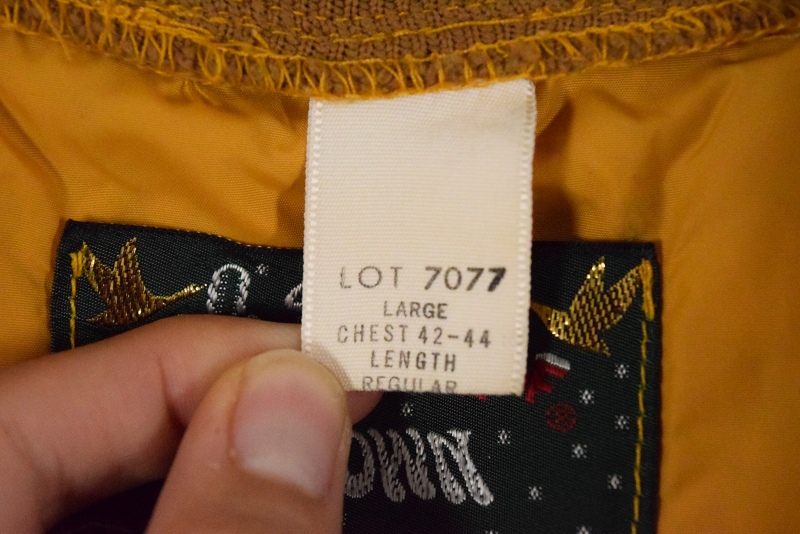 LOT 7077
LARGE
CHEST 42-44
LENGTH
REGULAR